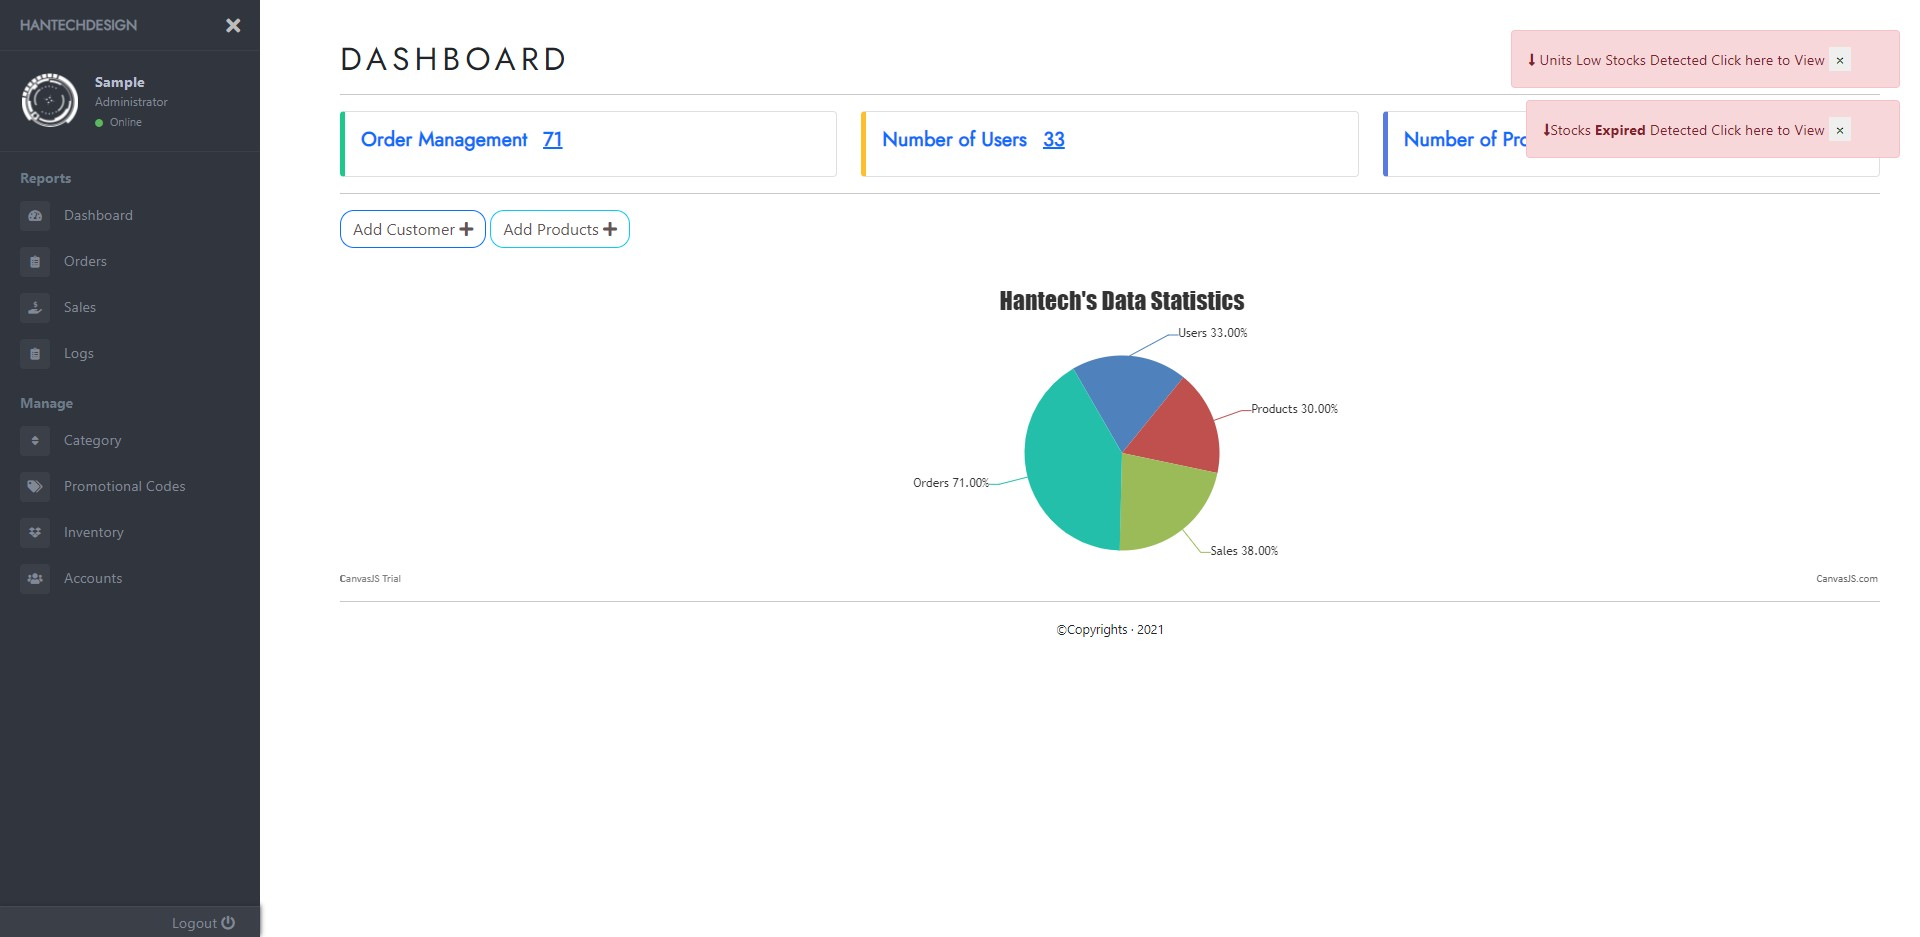 HANTECHDESIGN
Sample
Administrator
Online
Reports
Dashboard
Orders
Sales
Logs
Manage
Category
Promotional Codes
Inventory
Accounts
Logout
DASHBOARD
Units Low Stocks Detected Click here to View ×
Stocks Expired Detected Click here to View ×
Order Management 71
Number of Users 33
Number of
Add Customer
Add Products
Hantech's Data Statistics
Users 33.00%
Products 30.00%
Orders 71.00%
Sales 38.00%
CanvasJS Trial
CanvasJS.com
©Copyrights · 2021